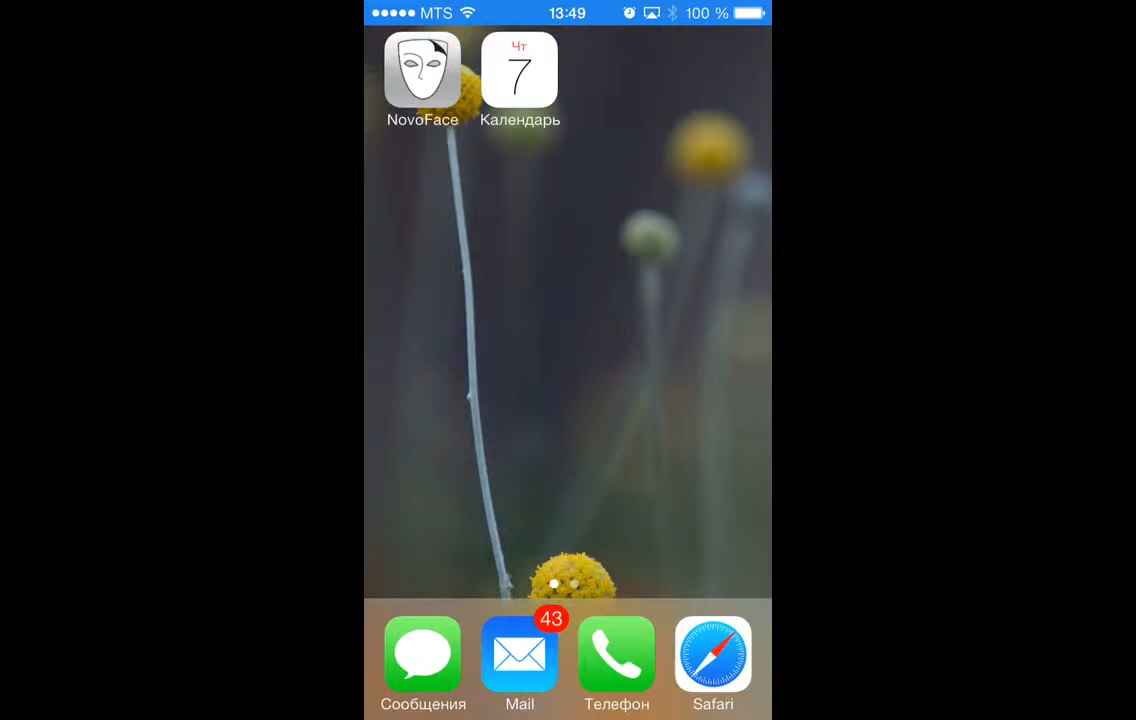 MTS 13:49 100 %
Чт
7
NovoFace Календарь
43
Сообщения Mail Телефон Safari